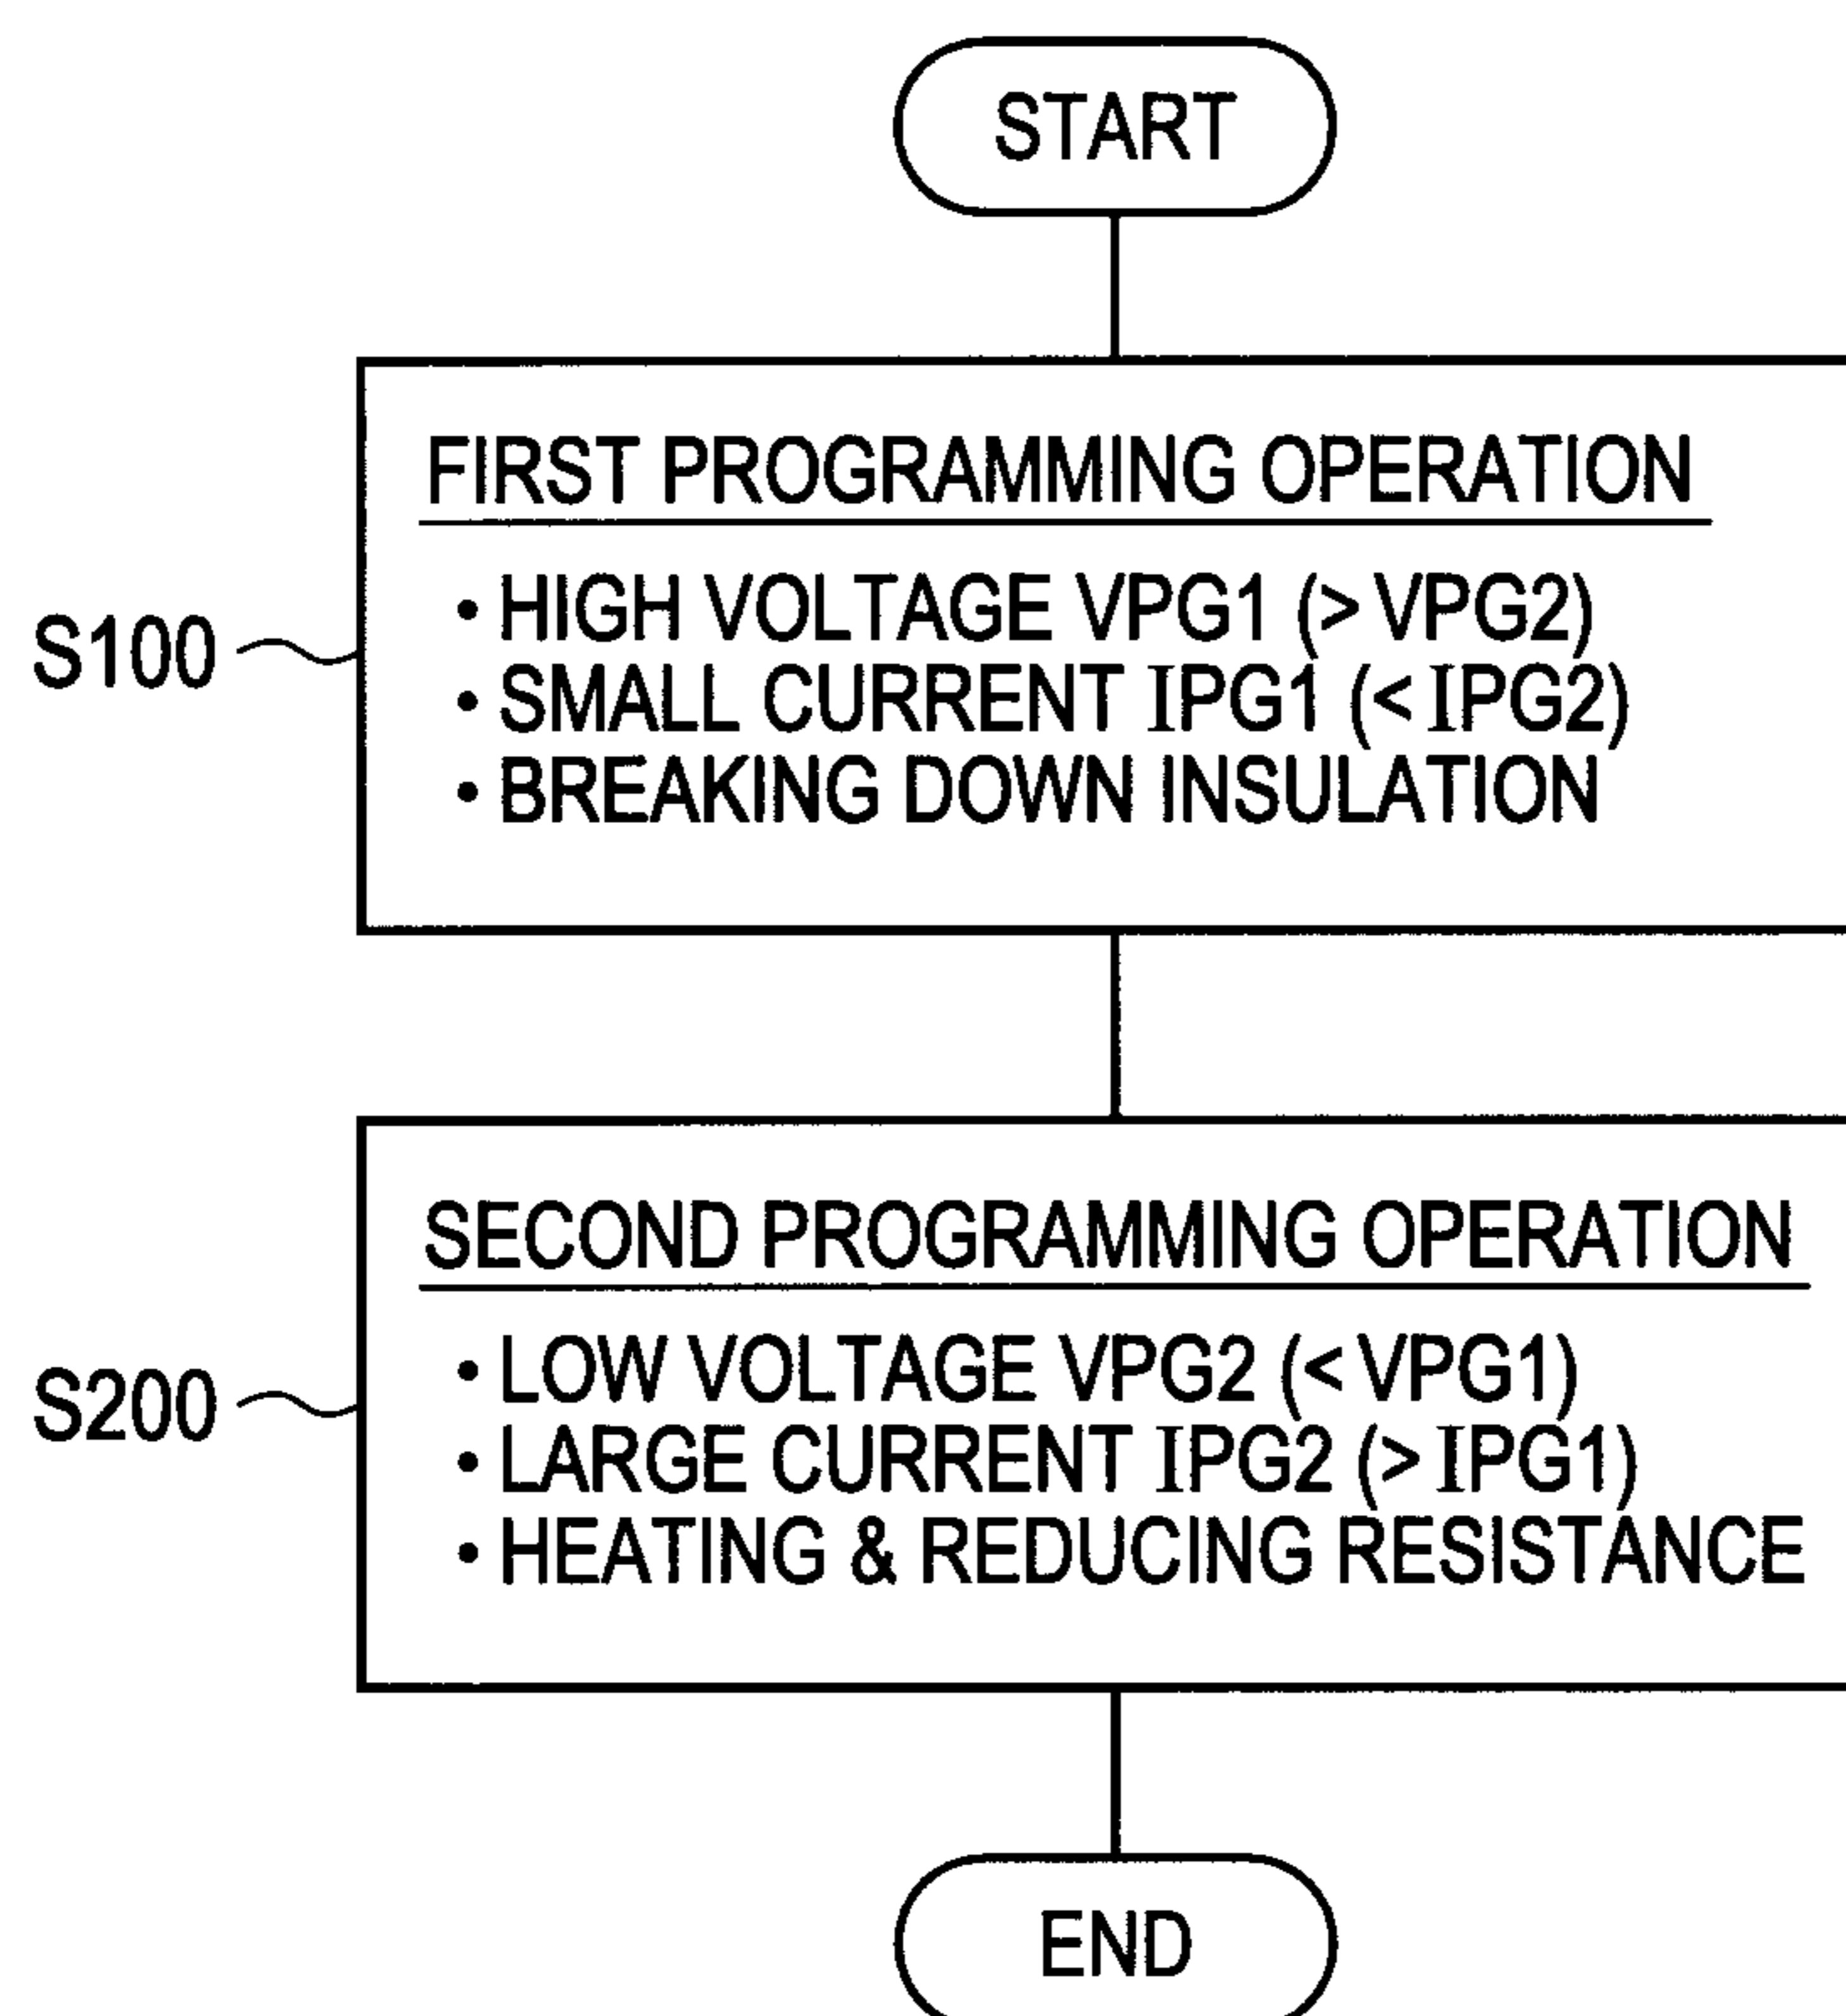 START
FIRST PROGRAMMING OPERATION
• HIGH VOLTAGE VPG1 (> VPG2)
S100
• SMALL CURRENT IPG1 (< IPG2)
• BREAKING DOWN INSULATION
SECOND PROGRAMMING OPERATION
• LOW VOLTAGE VPG2 (< VPG1)
S200
• LARGE CURRENT IPG2 (> IPG1)
• HEATING & REDUCING RESISTANCE
END